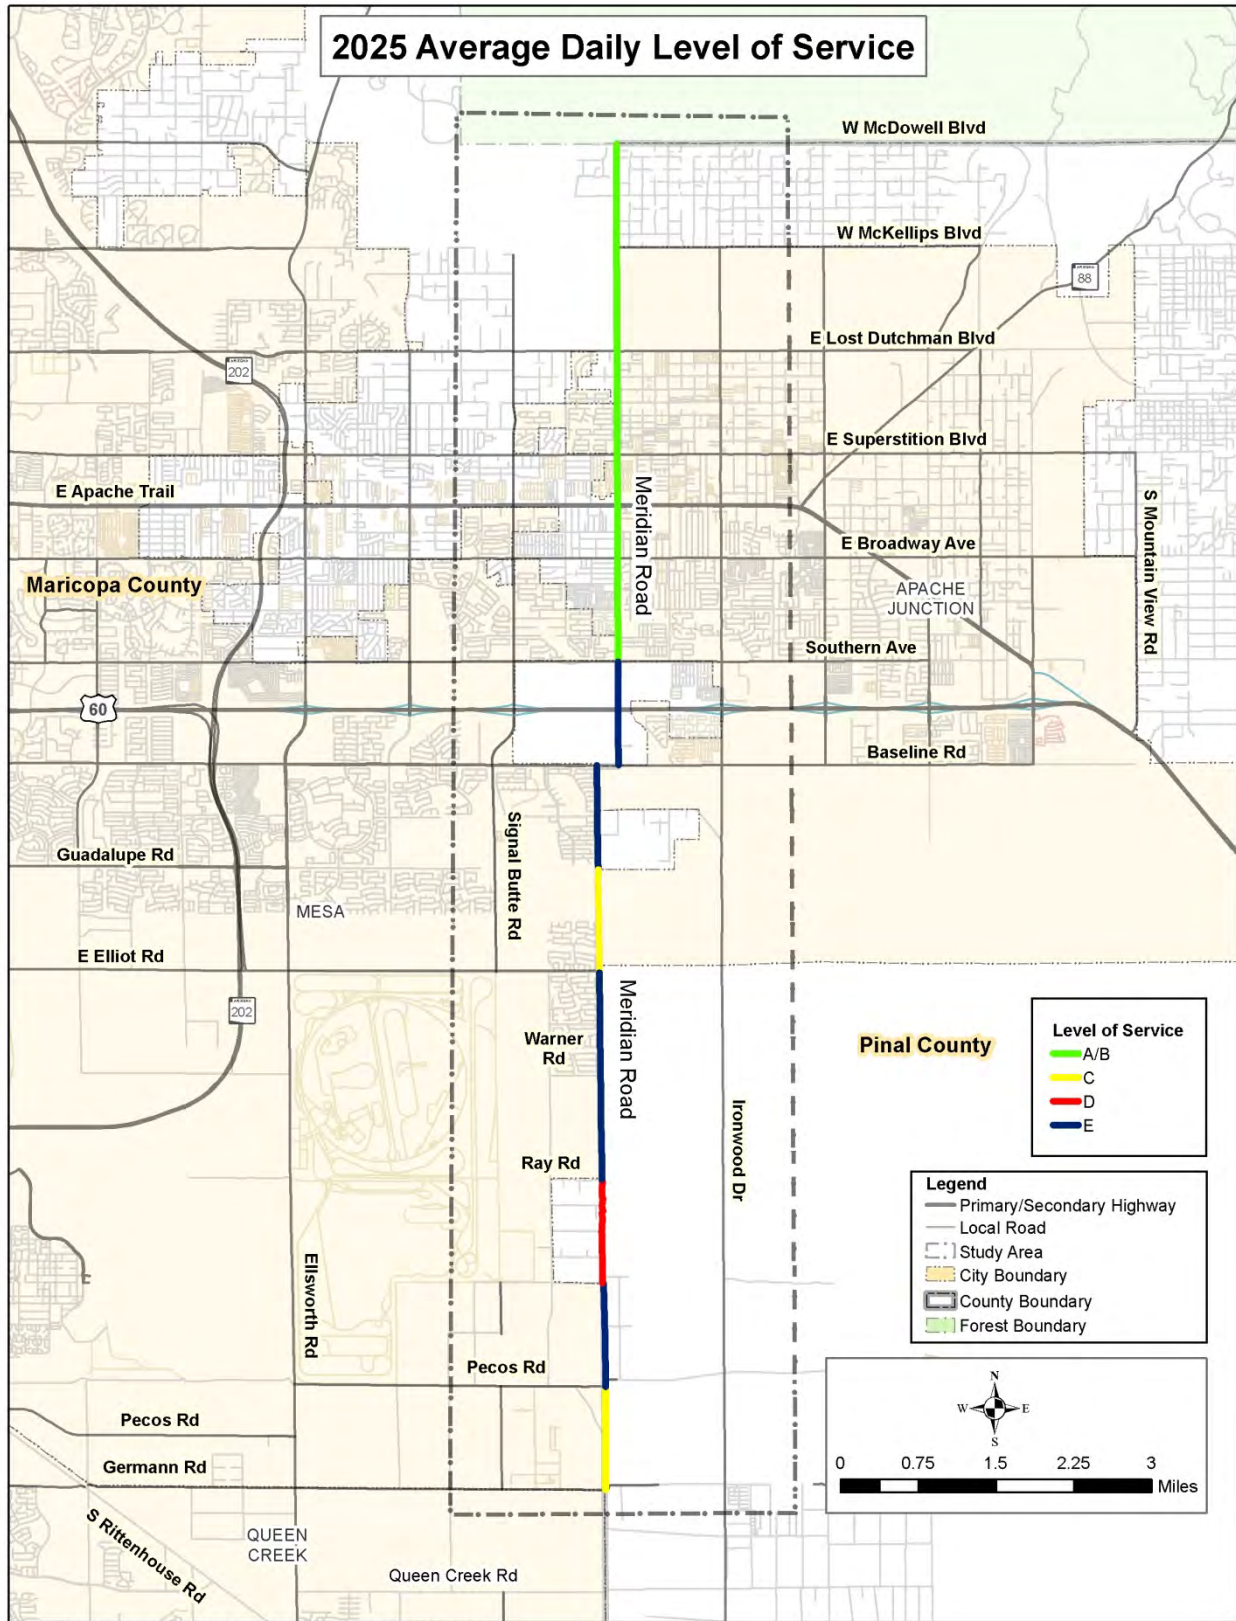 2025 Average Daily Level of Service
W McDowell Blvd
W McKellips Blvd
88
E Lost Dutchman Blvd
202
E Superstition Blvd
E Apache Trail
Meridian Road
S Mountain View Rd
E Broadway Ave
Maricopa County
APACHE
JUNCTION
Southern Ave
60
Baseline Rd
Signal Butte Rd
Guadalupe Rd
MESA
E Elliot Rd
202
Meridian Road
Warner
Rd
Pinal County
Level of Service
A/B
C
D
E
Ironwood Dr
Ray Rd
Legend
Primary/Secondary Highway
Local Road
Study Area
City Boundary
County Boundary
Forest Boundary
Ellsworth Rd
Pecos Rd
Pecos Rd
Germann Rd
N
W
E
S
0 0.75 1.5 2.25 3
Miles
S Rittenhouse Rd
QUEEN
CREEK
Queen Creek Rd